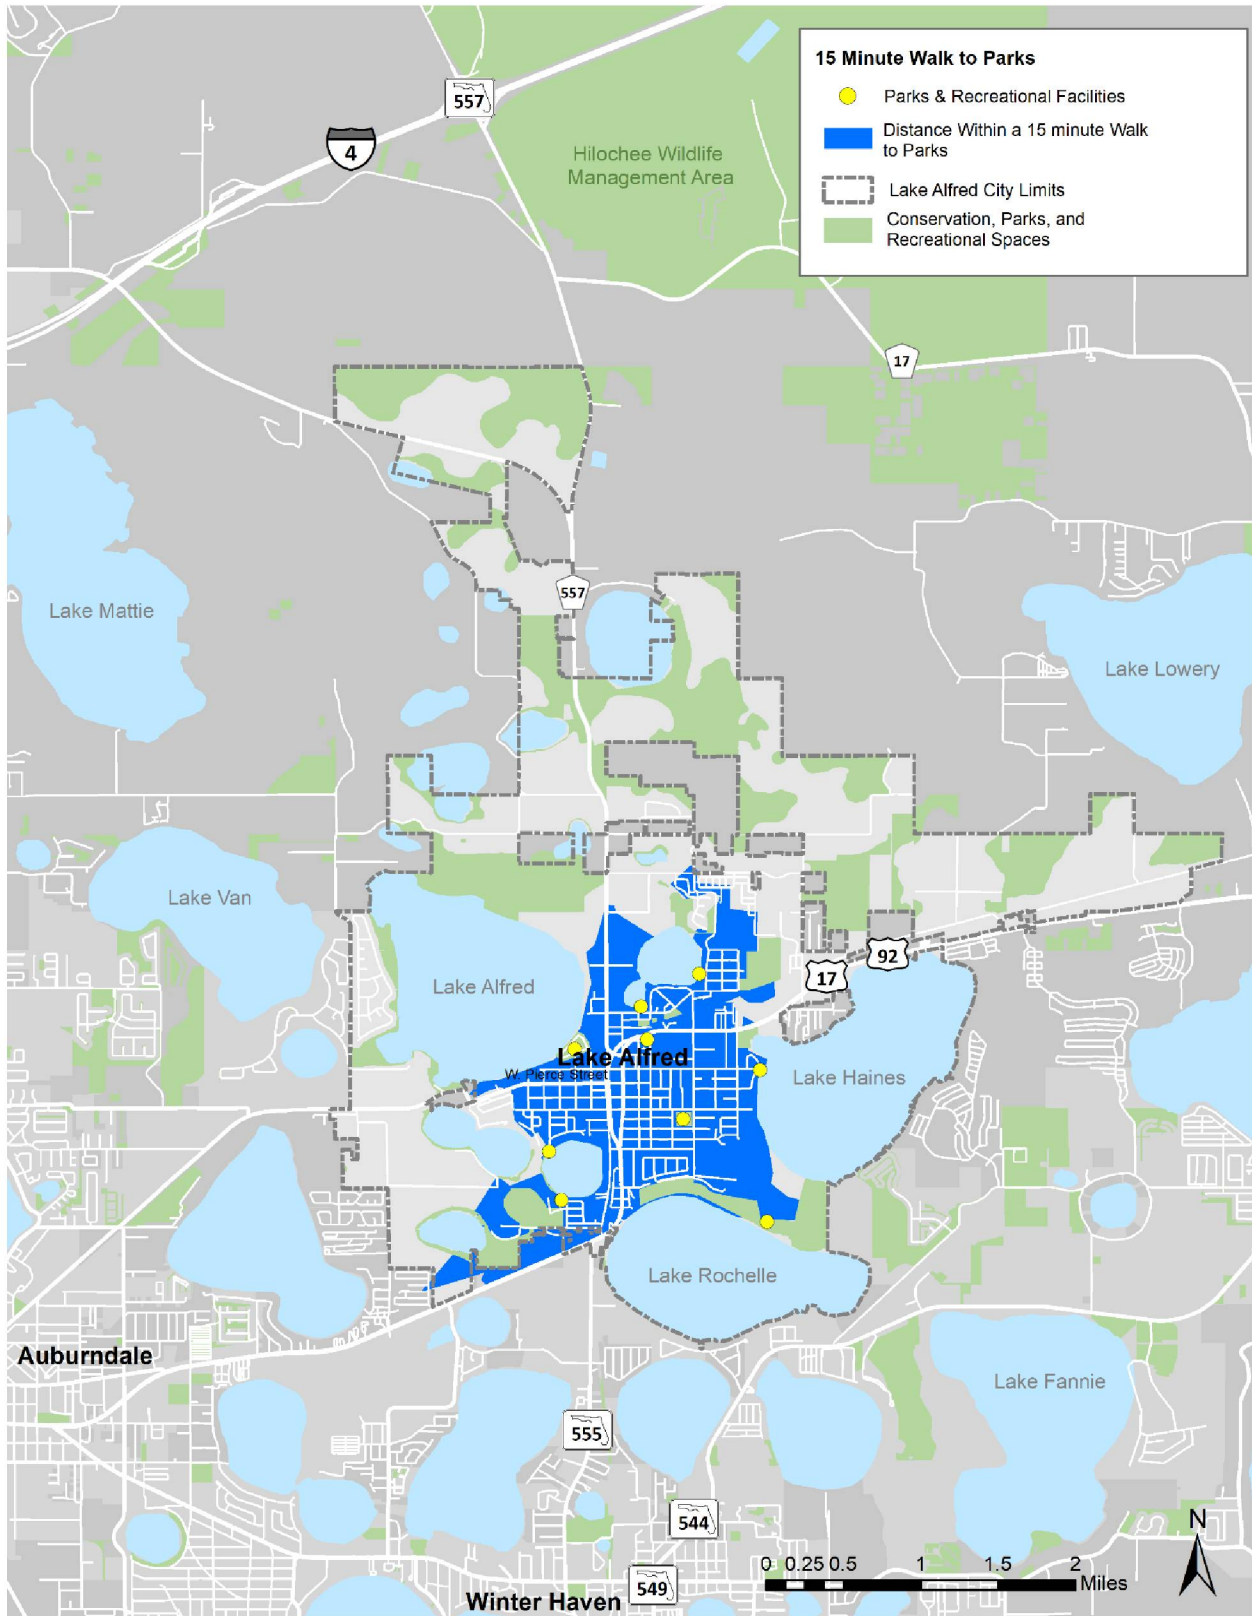 15 Minute Walk to Parks
Parks & Recreational Facilities
Distance Within a 15 minute Walk
to Parks
Lake Alfred City Limits
Conservation, Parks, and
Recreational Spaces
557
4
Hilochee Wildlife
Management Area
17
557
Lake Mattie
Lake Lowery
Lake Van
92
17
Lake Alfred
Lake Alfred
W. Pierce Street
Lake Haines
Lake Rochelle
Auburndale
Lake Fannie
555
544
N
0 0.25 0.5 1 1.5 2
Miles
549
Winter Haven